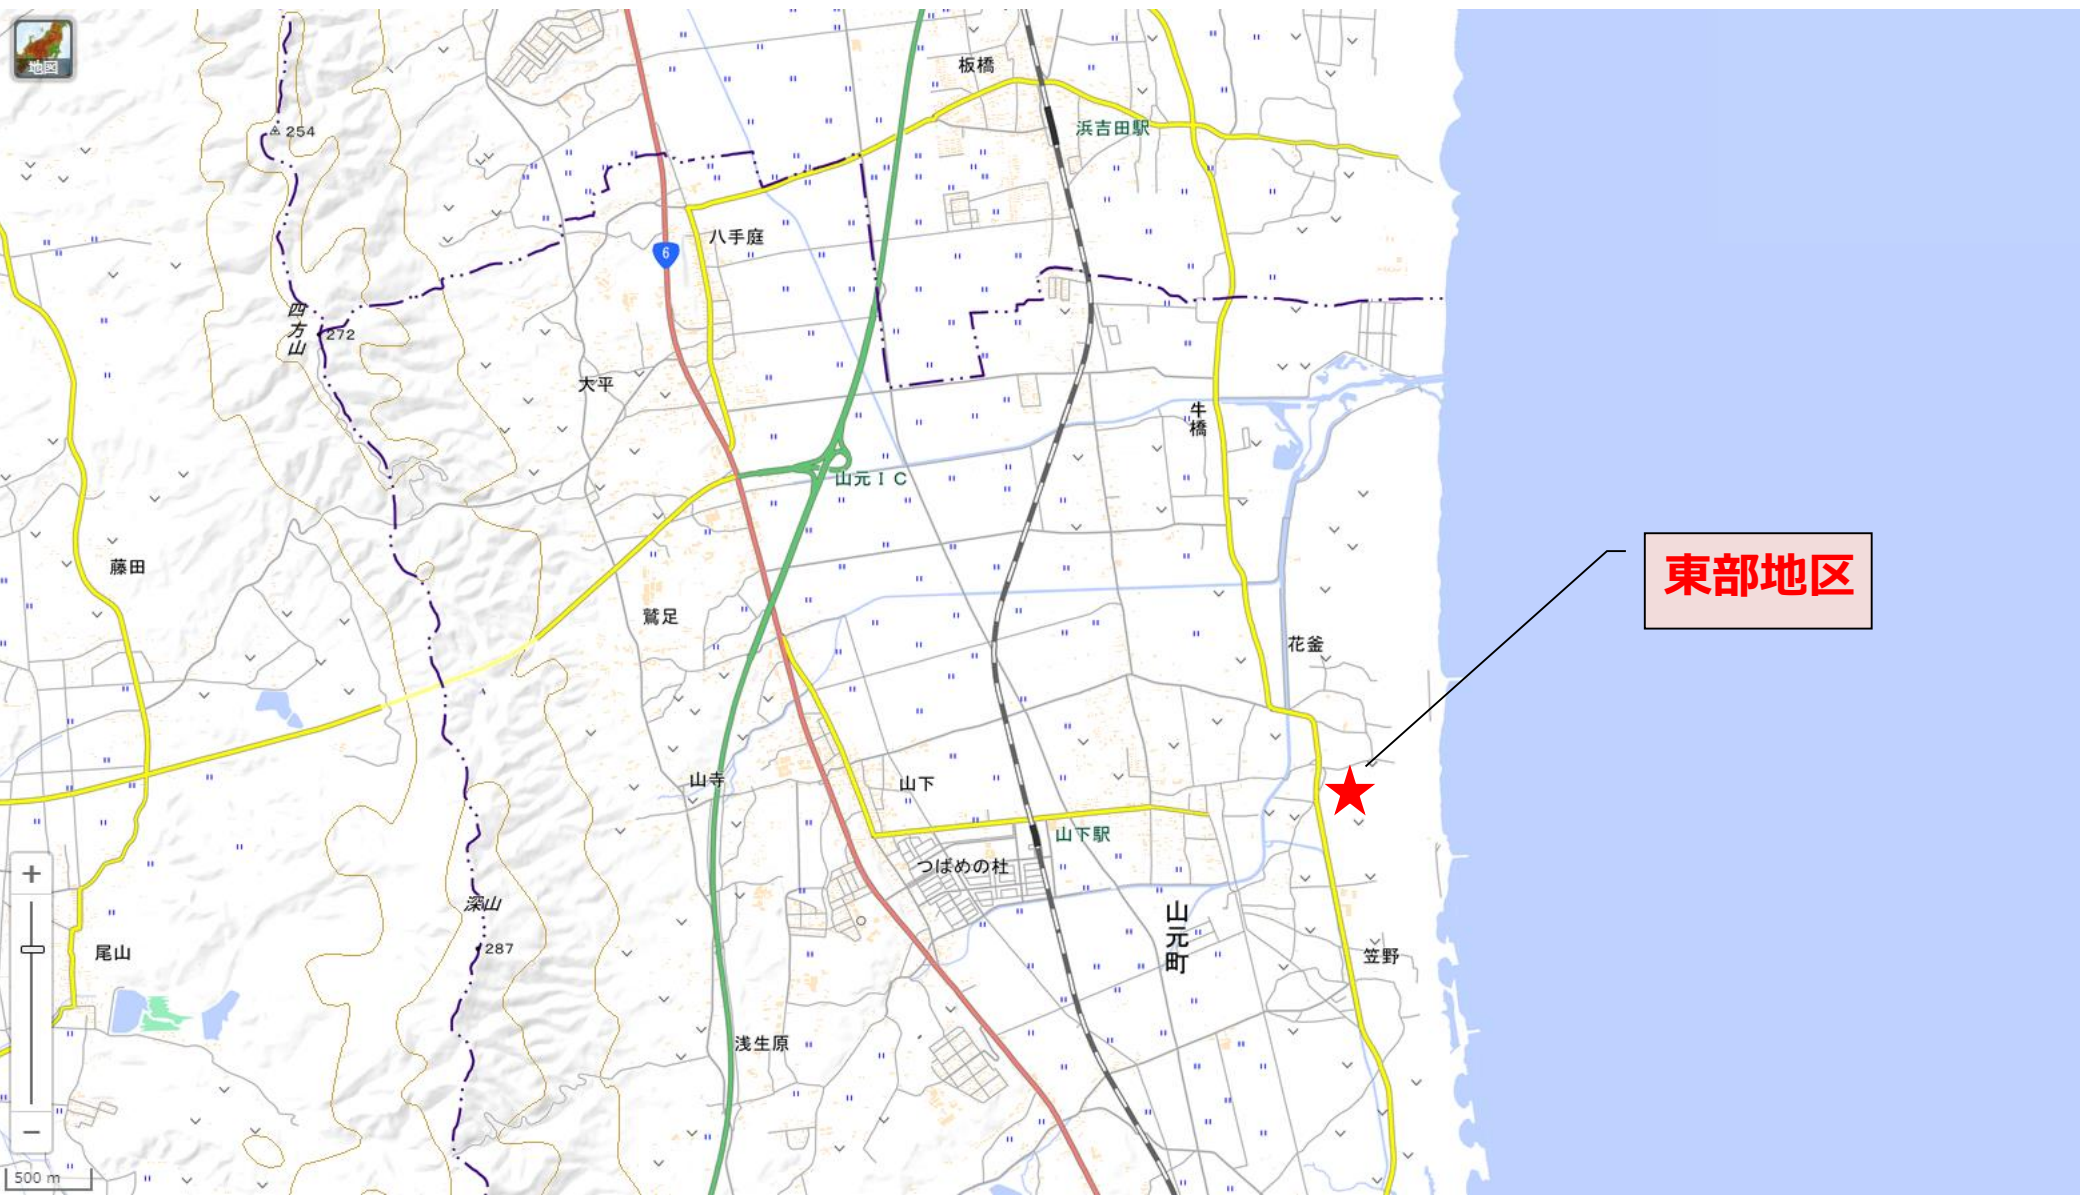 地図
板橋
浜吉田駅
254
八手庭
6
四方山
272
大平
牛橋
山元IC
藤田
東部地区
鷲足
花釜
山寺
山下
山下駅
つばめの杜
深山
山元町
287
尾山
笠野
浅生原
+
−
500 m